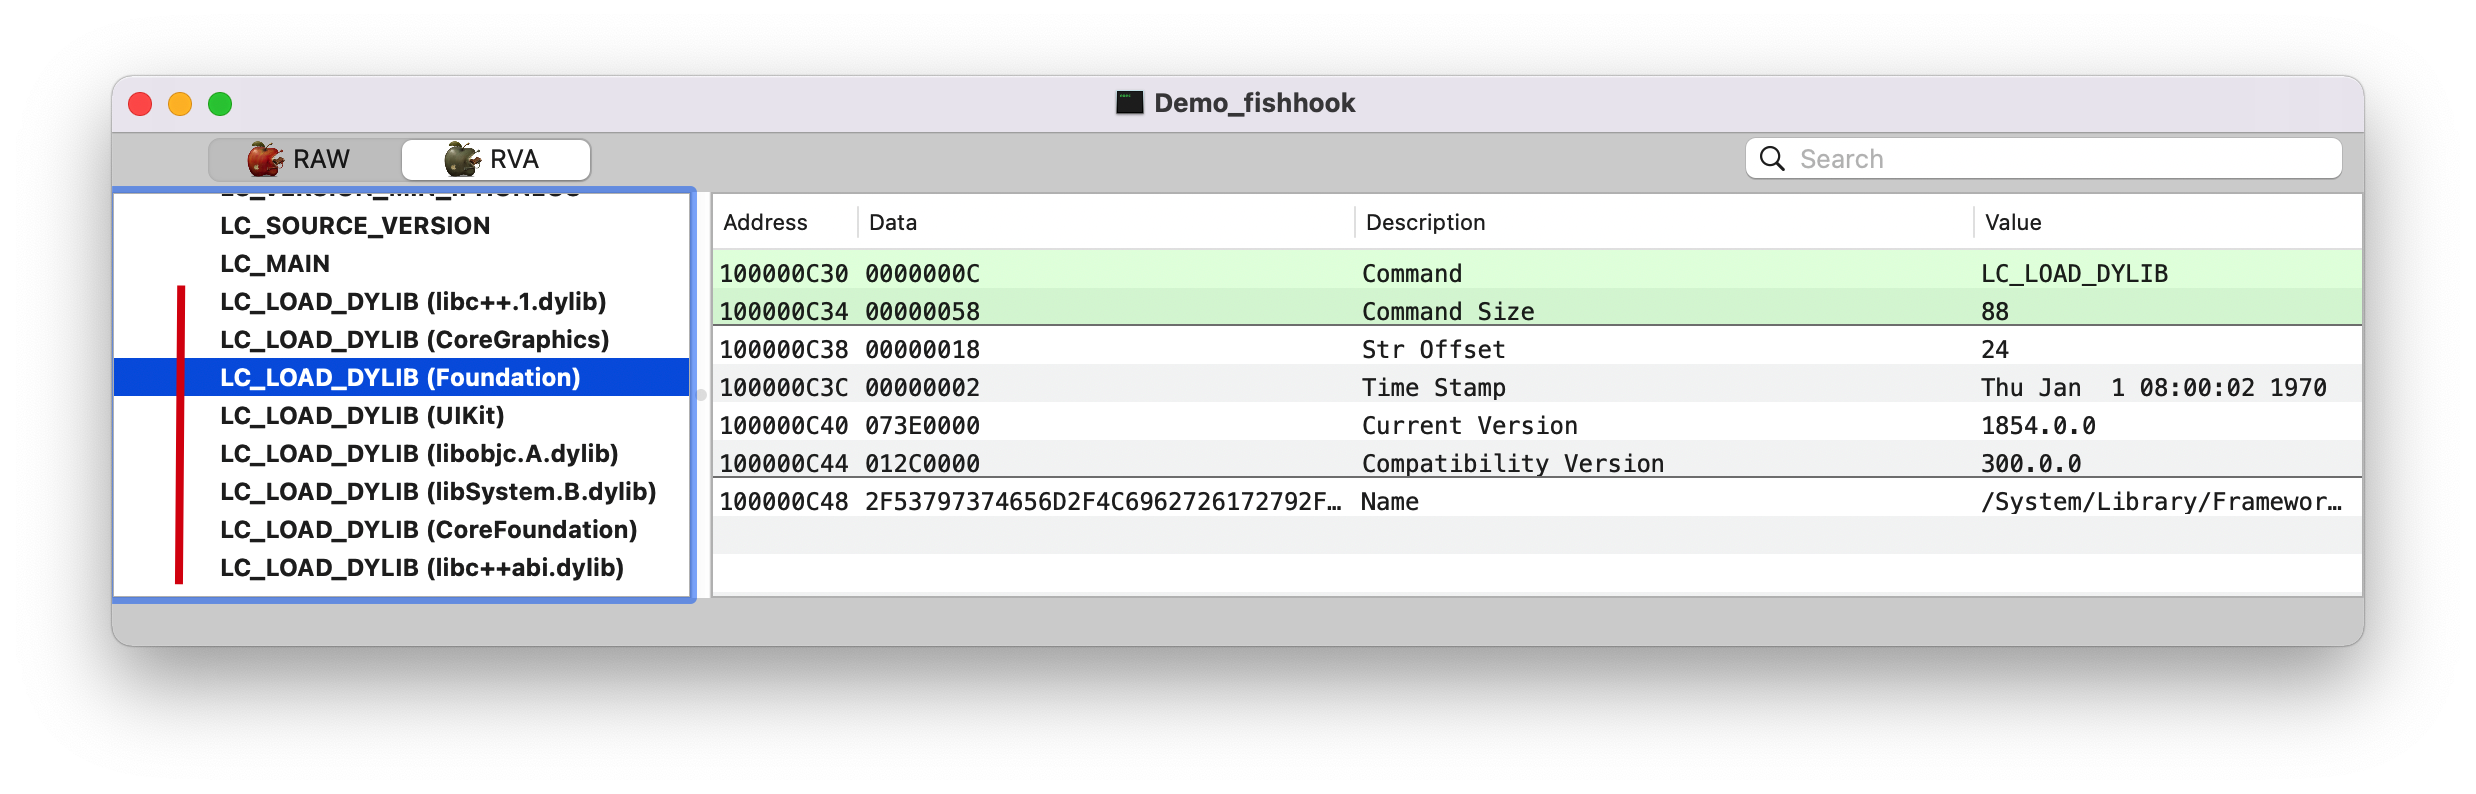 Demo_fishhook
RAW RVA Search
LC_VERSION_MIN_IPHONEOS
LC_SOURCE_VERSION
LC_MAIN
LC_LOAD_DYLIB (libc++.1.dylib)
LC_LOAD_DYLIB (CoreGraphics)
LC_LOAD_DYLIB (Foundation)
LC_LOAD_DYLIB (UIKit)
LC_LOAD_DYLIB (libobjc.A.dylib)
LC_LOAD_DYLIB (libSystem.B.dylib)
LC_LOAD_DYLIB (CoreFoundation)
LC_LOAD_DYLIB (libc++abi.dylib)
Address Data Description Value
100000C30 0000000C Command LC_LOAD_DYLIB
100000C34 00000058 Command Size 88
100000C38 00000018 Str Offset 24
100000C3C 00000002 Time Stamp Thu Jan  1 08:00:02 1970
100000C40 073E0000 Current Version 1854.0.0
100000C44 012C0000 Compatibility Version 300.0.0
100000C48 2F53797374656D2F4C6962726172792F… Name /System/Library/Framewor…